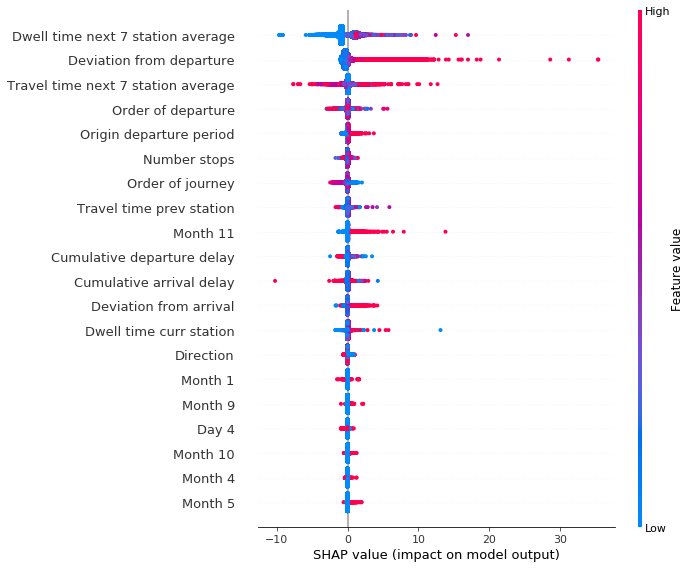 High
Dwell time next 7 station average
Deviation from departure
Travel time next 7 station average
Order of departure
Origin departure period
Number stops
Order of journey
Travel time prev station
Month 11
Cumulative departure delay
Cumulative arrival delay
Deviation from arrival
Dwell time curr station
Direction
Month 1
Month 9
Day 4
Month 10
Month 4
Month 5
Feature value
Low
−10 0 10 20 30
SHAP value (impact on model output)